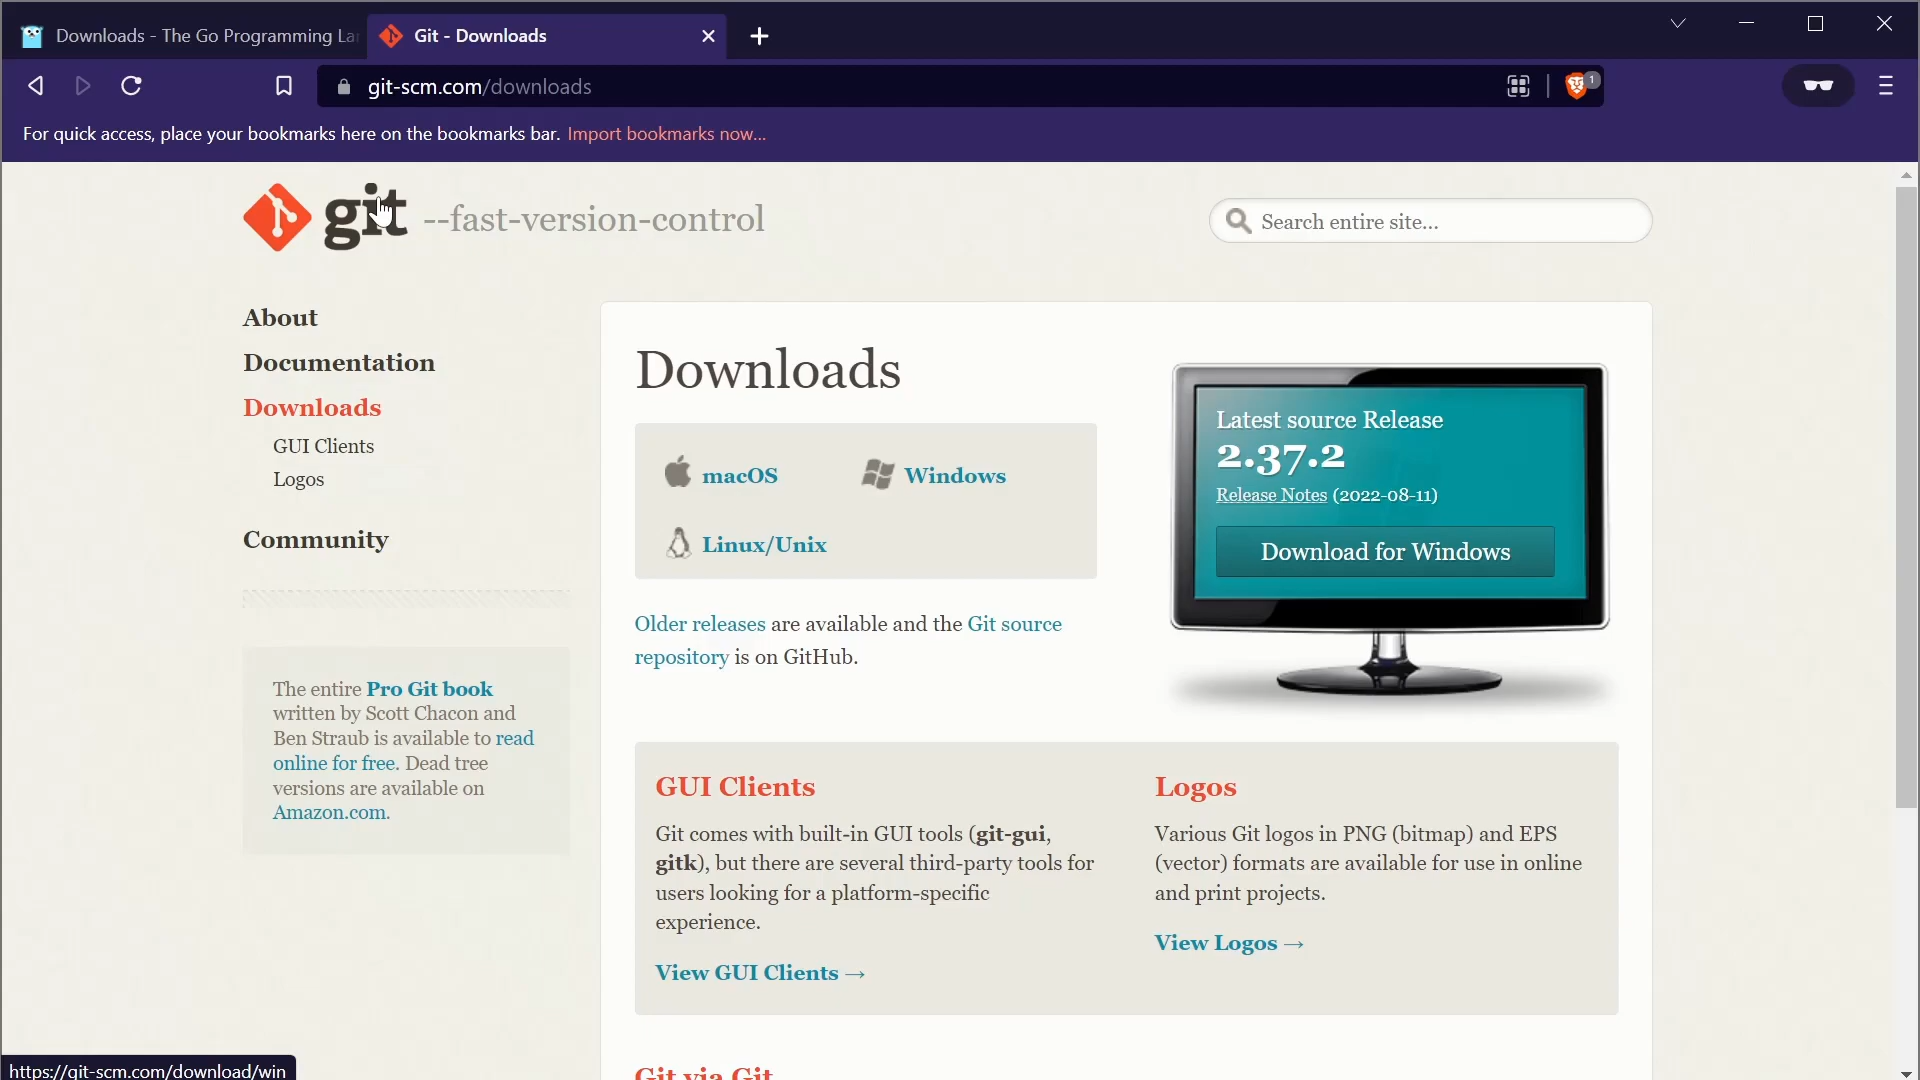 Downloads - The Go Programming La
Git - Downloads
git-scm.com/downloads
1
For quick access, place your bookmarks here on the bookmarks bar. Import bookmarks now...
git --fast-version-control
Search entire site...
About
Documentation
Downloads
GUI Clients
Logos
Community
The entire Pro Git book
written by Scott Chacon and
Ben Straub is available to read
online for free. Dead tree
versions are available on
Amazon.com.
Downloads
macOS
Windows
Linux/Unix
Older releases are available and the Git source
repository is on GitHub.
Latest source Release
2.37.2
Release Notes (2022-08-11)
Download for Windows
GUI Clients
Git comes with built-in GUI tools (git-gui,
gitk), but there are several third-party tools for
users looking for a platform-specific
experience.
View GUI Clients →
Logos
Various Git logos in PNG (bitmap) and EPS
(vector) formats are available for use in online
and print projects.
View Logos →
Git via Git
https://git-scm.com/download/win